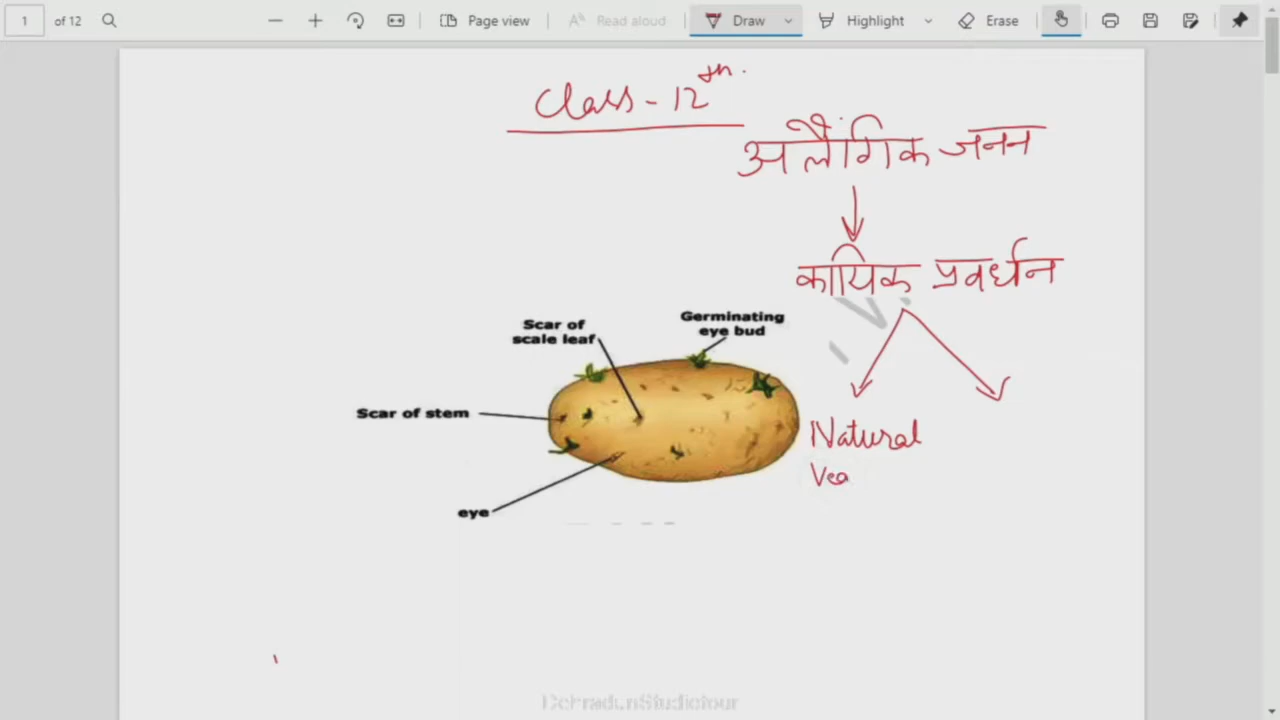 1 of 12 Page view Read aloud Draw Highlight Erase
Class - 12th.
अलैंगिक जनन
कायिक प्रवर्धन
Scar of
scale leaf
Germinating
eye bud
Scar of stem
Natural
Vea
eye